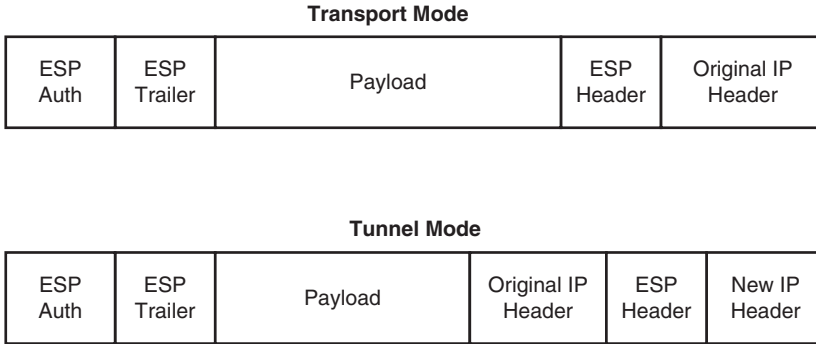 Transport Mode
ESP
Auth
ESP
Trailer
Payload
ESP
Header
Original IP
Header
Tunnel Mode
ESP
Auth
ESP
Trailer
Payload
Original IP
Header
ESP
Header
New IP
Header